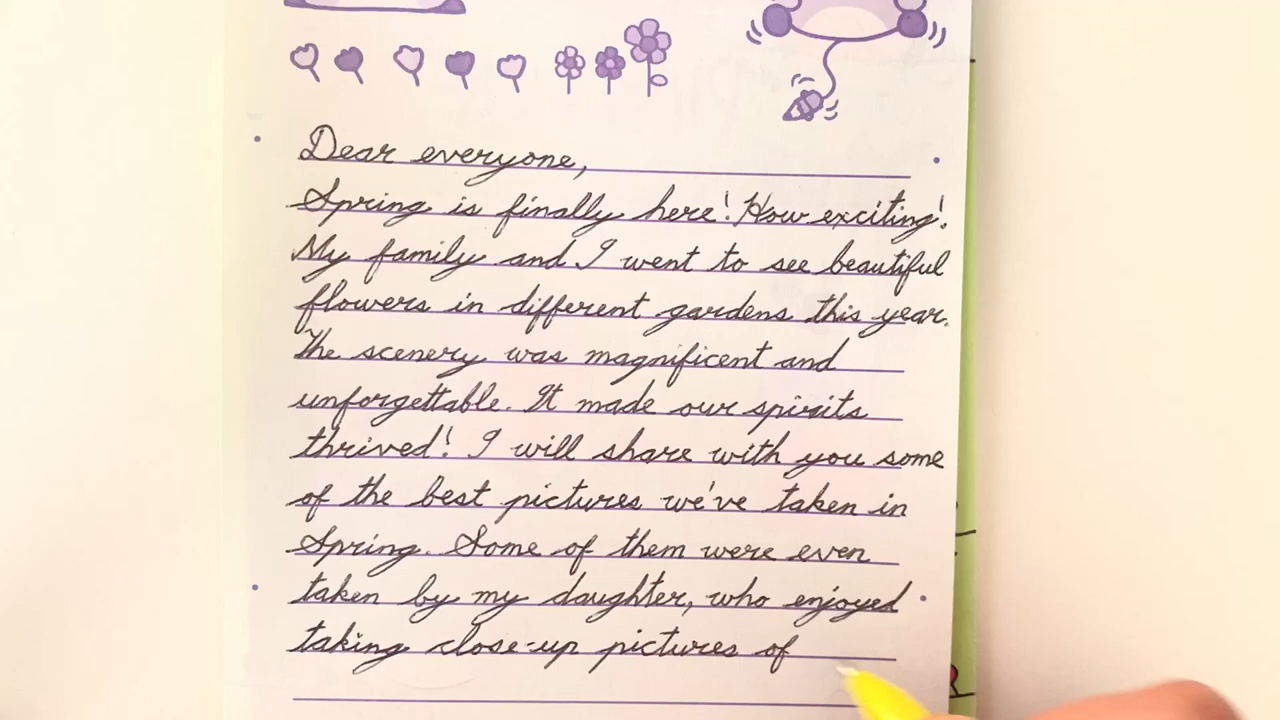 Dear everyone,
Spring is finally here! How exciting!
My family and I went to see beautiful
flowers in different gardens this year.
The scenery was magnificent and
unforgettable. It made our spirits
thrived! I will share with you some
of the best pictures we've taken in
Spring. Some of them were even
taken by my daughter, who enjoyed
taking close-up pictures of